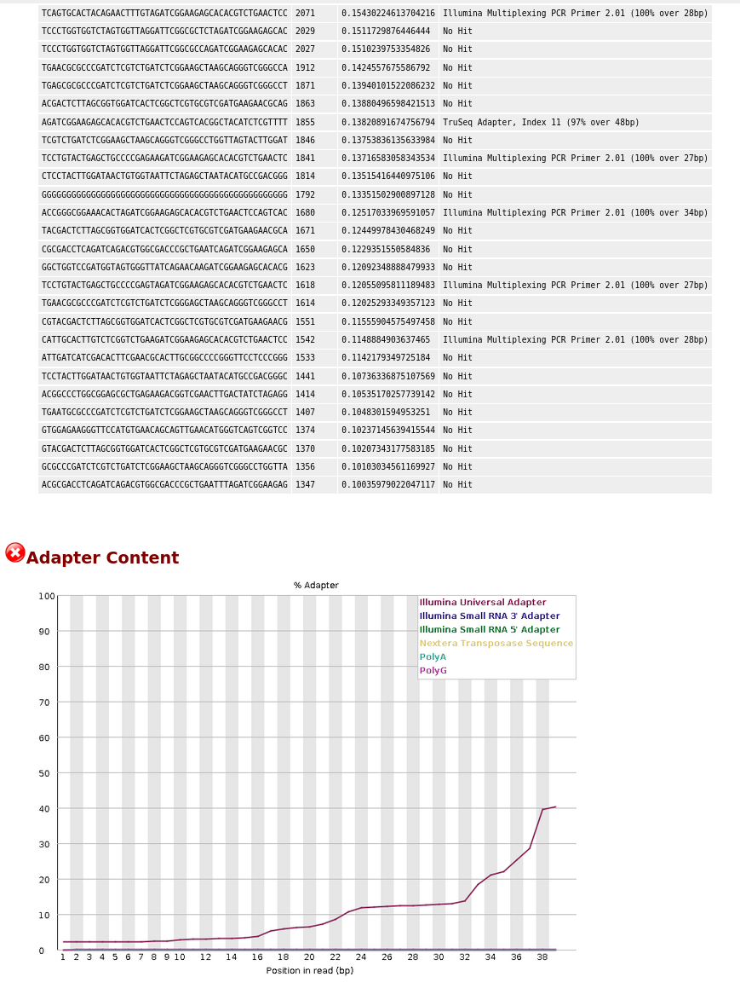 TCAGTGCACTACAGAACTTTGTAGATCGGAAGAGCACACGTCTGAACTCC 2071 0.15430224613704216 Illumina Multiplexing PCR Primer 2.01 (100% over 28bp)
TCCCTGGTGGTCTAGTGGTTAGGATTCGGCGCTCTAGATCGGAAGAGCAC 2029 0.1511729876446444 No Hit
TCCCTGGTGGTCTAGTGGTTAGGATTCGGCGCCAGATCGGAAGAGCACAC 2027 0.1510239753354826 No Hit
TGAACGCGCCCGATCTCGTCTGATCTCGGAAGCTAAGCAGGGTCGGGCCA 1912 0.1424557675586792 No Hit
TGAGCGCGCCCGATCTCGTCTGATCTCGGAAGCTAAGCAGGGTCGGGCCT 1871 0.13940101522086232 No Hit
ACGACTCTTAGCGGTGGATCACTCGGCTCGTGCGTCGATGAAGAACGCAG 1863 0.13880496598421513 No Hit
AGATCGGAAGAGCACACGTCTGAACTCCAGTCACGGCTACATCTCGTTTT 1855 0.13820891674756794 TruSeq Adapter, Index 11 (97% over 48bp)
TCGTCTGATCTCGGAAGCTAAGCAGGGTCGGGCCTGGTTAGTACTTGGAT 1846 0.13753836135633984 No Hit
TCCTGTACTGAGCTGCCCCGAGAAGATCGGAAGAGCACACGTCTGAACTC 1841 0.13716583058343534 Illumina Multiplexing PCR Primer 2.01 (100% over 27bp)
CTCCTACTTGGATAACTGTGGTAATTCTAGAGCTAATACATGCCGACGGG 1814 0.13515416440975106 No Hit
GGGGGGGGGGGGGGGGGGGGGGGGGGGGGGGGGGGGGGGGGGGGGGGGGG 1792 0.13351502900897128 No Hit
ACCGGGCGGAAACACTAGATCGGAAGAGCACACGTCTGAACTCCAGTCAC 1680 0.12517033969591057 Illumina Multiplexing PCR Primer 2.01 (100% over 34bp)
TACGACTCTTAGCGGTGGATCACTCGGCTCGTGCGTCGATGAAGAACGCA 1671 0.12449978430468249 No Hit
CGCGACCTCAGATCAGACGTGGCGACCCGCTGAATCAGATCGGAAGAGCA 1650 0.1229351550584836 No Hit
GGCTGGTCCGATGGTAGTGGGTTATCAGAACAAGATCGGAAGAGCACACG 1623 0.12092348888479933 No Hit
TCCTGTACTGAGCTGCCCCGAGTAGATCGGAAGAGCACACGTCTGAACTC 1618 0.12055095811189483 Illumina Multiplexing PCR Primer 2.01 (100% over 27bp)
TGAACGCGCCCGATCTCGTCTGATCTCGGGAGCTAAGCAGGGTCGGGCCT 1614 0.12025293349357123 No Hit
CGTACGACTCTTAGCGGTGGATCACTCGGCTCGTGCGTCGATGAAGAACG 1551 0.11555904575497458 No Hit
CATTGCACTTGTCTCGGTCTGAAGATCGGAAGAGCACACGTCTGAACTCC 1542 0.1148884903637465 Illumina Multiplexing PCR Primer 2.01 (100% over 28bp)
ATTGATCATCGACACTTCGAACGCACTTGCGGCCCCGGGTTCCTCCCGGG 1533 0.1142179349725184 No Hit
TCCTACTTGGATAACTGTGGTAATTCTAGAGCTAATACATGCCGACGGGC 1441 0.10736336875107569 No Hit
ACGGCCCTGGCGGAGCGCTGAGAAGACGGTCGAACTTGACTATCTAGAGG 1414 0.10535170257739142 No Hit
TGAATGCGCCCGATCTCGTCTGATCTCGGAAGCTAAGCAGGGTCGGGCCT 1407 0.1048301594953251 No Hit
GTGGAGAAGGGTTCCATGTGAACAGCAGTTGAACATGGGTCAGTCGGTCC 1374 0.10237145639415544 No Hit
GTACGACTCTTAGCGGTGGATCACTCGGCTCGTGCGTCGATGAAGAACGC 1370 0.10207343177583185 No Hit
GCGCCCGATCTCGTCTGATCTCGGAAGCTAAGCAGGGTCGGGCCTGGTTA 1356 0.10103034561169927 No Hit
ACGCGACCTCAGATCAGACGTGGCGACCCGCTGAATTTAGATCGGAAGAG 1347 0.10035979022047117 No Hit
Adapter Content
% Adapter
Illumina Universal Adapter
Illumina Small RNA 3' Adapter
Illumina Small RNA 5' Adapter
Nextera Transposase Sequence
PolyA
PolyG
100
90
80
70
60
50
40
30
20
10
0
1 2 3 4 5 6 7 8 9 10 12 14 16 18 20 22 24 26 28 30 32 34 36 38
Position in read (bp)